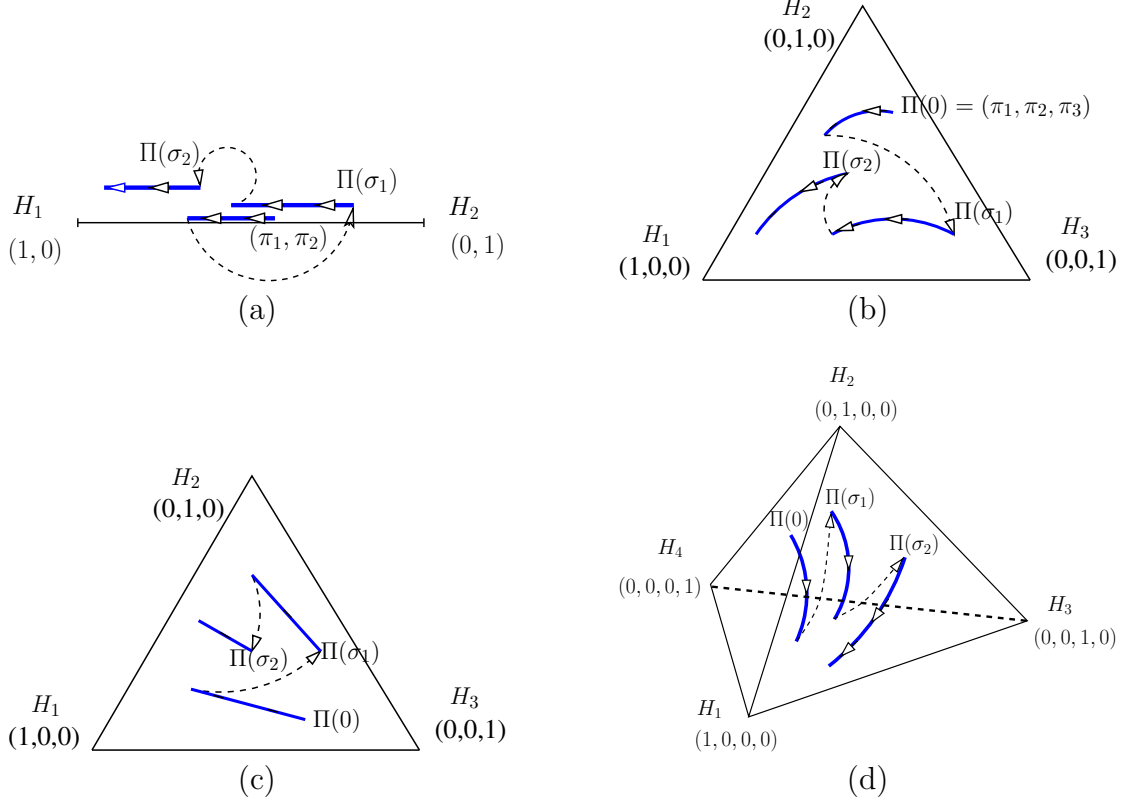 H₁
(1, 0)
Π(σ₂)
Π(σ₁)
(π₁, π₂)
H₂
(0, 1)
(a)
H₂
(0,1,0)
Π(0) = (π₁, π₂, π₃)
Π(σ₂)
Π(σ₁)
H₁
(1,0,0)
H₃
(0,0,1)
(b)
H₂
(0,1,0)
Π(σ₂)
Π(σ₁)
Π(0)
H₁
(1,0,0)
H₃
(0,0,1)
(c)
H₂
(0, 1, 0, 0)
Π(σ₁)
Π(0)
Π(σ₂)
H₄
(0, 0, 0, 1)
H₃
(0, 0, 1, 0)
H₁
(1, 0, 0, 0)
(d)